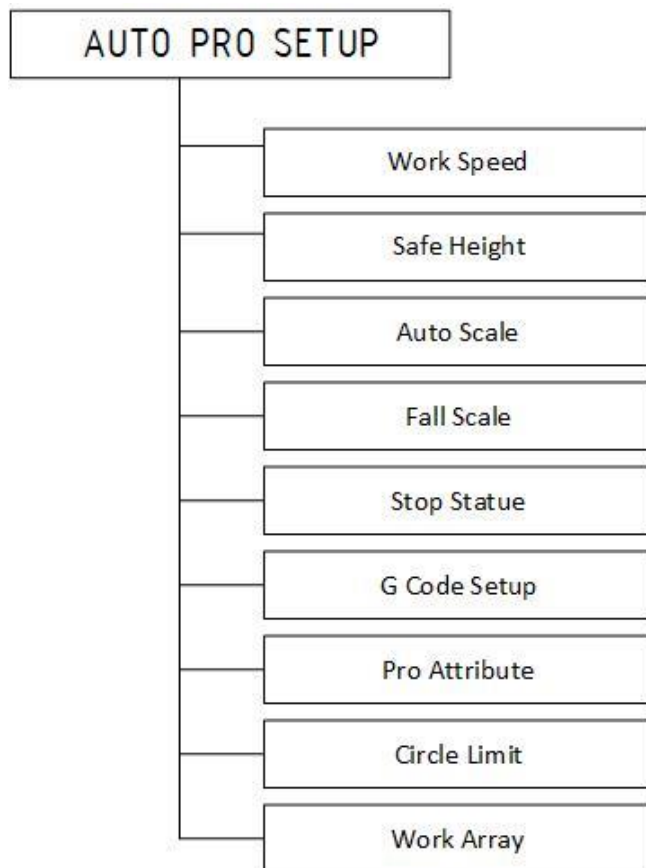 AUTO PRO SETUP
Work Speed
Safe Height
Auto Scale
Fall Scale
Stop Statue
G Code Setup
Pro Attribute
Circle Limit
Work Array